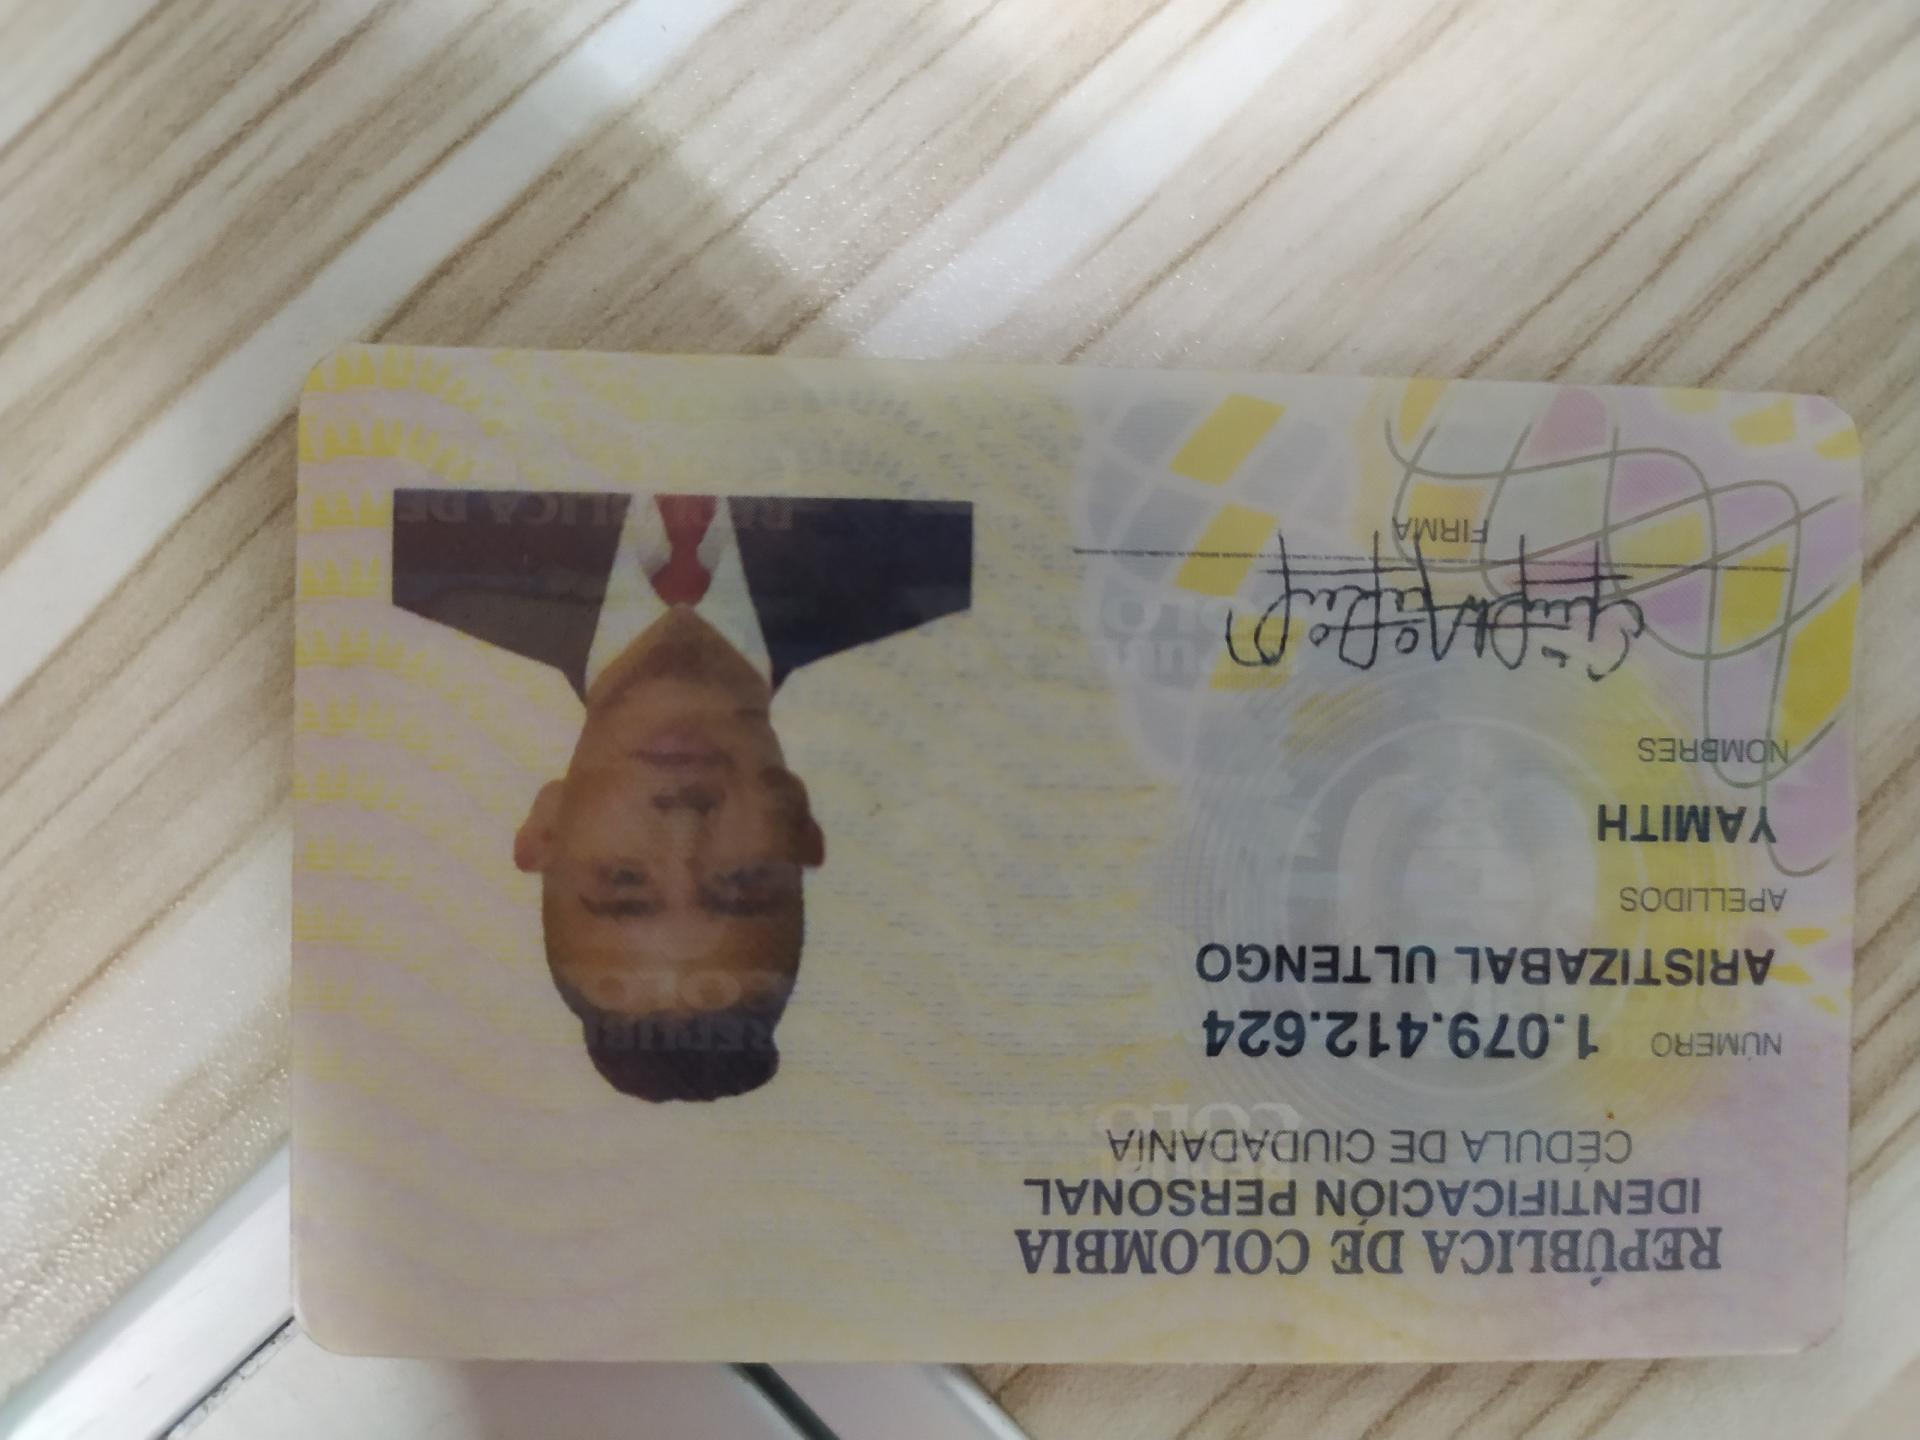 REPÚBLICA DE COLOMBIA
IDENTIFICACIÓN PERSONAL
CÉDULA DE CIUDADANÍA
NÚMERO 1.079.412.624
ARISTIZABAL ULTENGO
APELLIDOS
YAMITH
NOMBRES
FIRMA